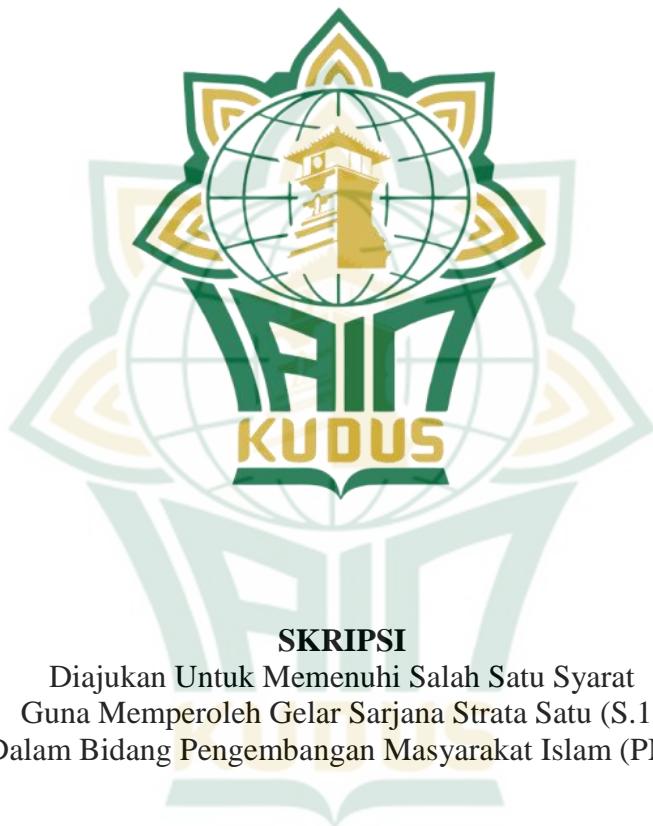 IAIN
KUDUS
SKRIPSI
Diajukan Untuk Memenuhi Salah Satu Syarat
Guna Memperoleh Gelar Sarjana Strata Satu (S.1
Dalam Bidang Pengembangan Masyarakat Islam